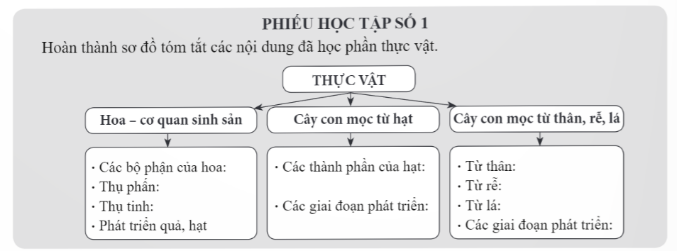 PHIẾU HỌC TẬP SỐ 1
Hoàn thành sơ đồ tóm tắt các nội dung đã học phần thực vật.
THỰC VẬT
Hoa – cơ quan sinh sản
· Các bộ phận của hoa:
· Thụ phấn:
· Thụ tinh:
· Phát triển quả, hạt
Cây con mọc từ hạt
· Các thành phần của hạt:
· Các giai đoạn phát triển:
Cây con mọc từ thân, rễ, lá
· Từ thân:
· Từ rễ:
· Từ lá:
· Các giai đoạn phát triển: